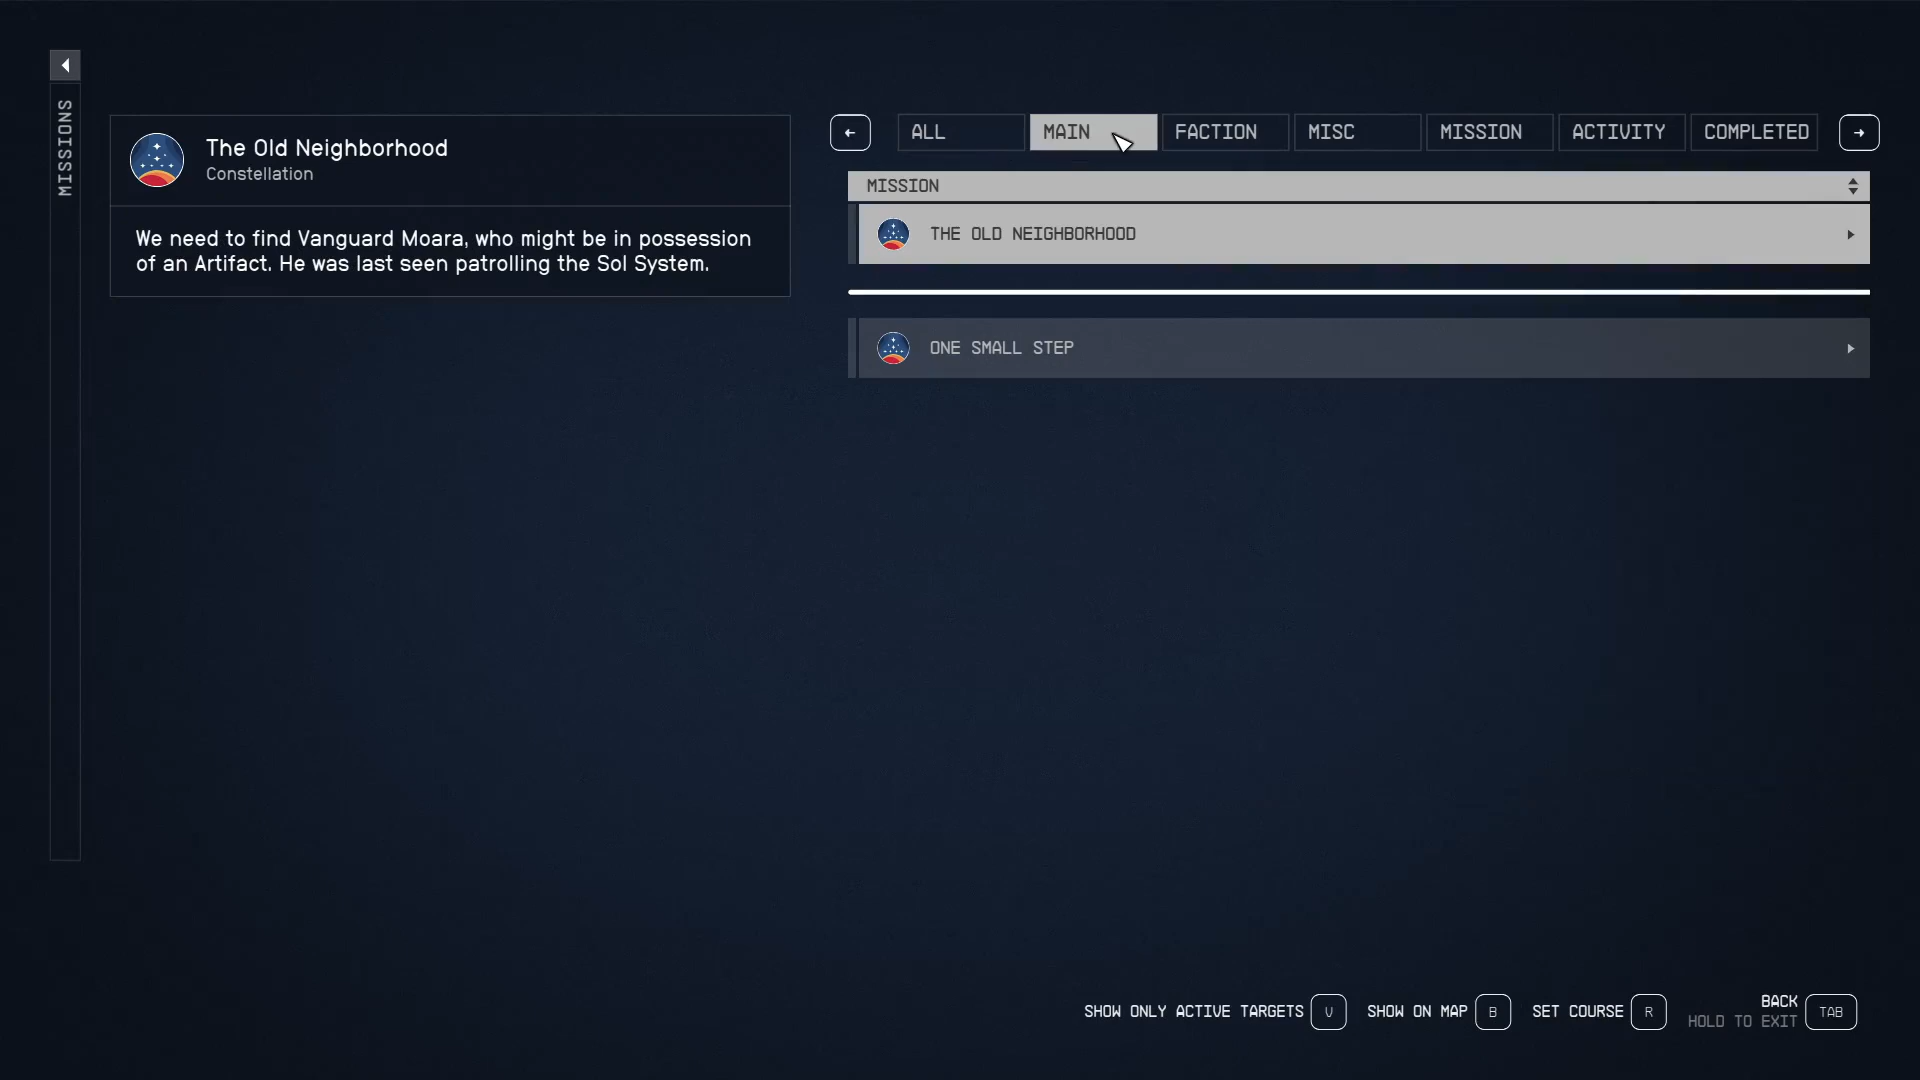 MISSIONS
The Old Neighborhood
Constellation
We need to find Vanguard Moara, who might be in possession
of an Artifact. He was last seen patrolling the Sol System.
ALL
MAIN
FACTION
MISC
MISSION
ACTIVITY
COMPLETED
MISSION
THE OLD NEIGHBORHOOD
ONE SMALL STEP
SHOW ONLY ACTIVE TARGETS V
SHOW ON MAP B
SET COURSE R
BACK
HOLD TO EXIT
TAB